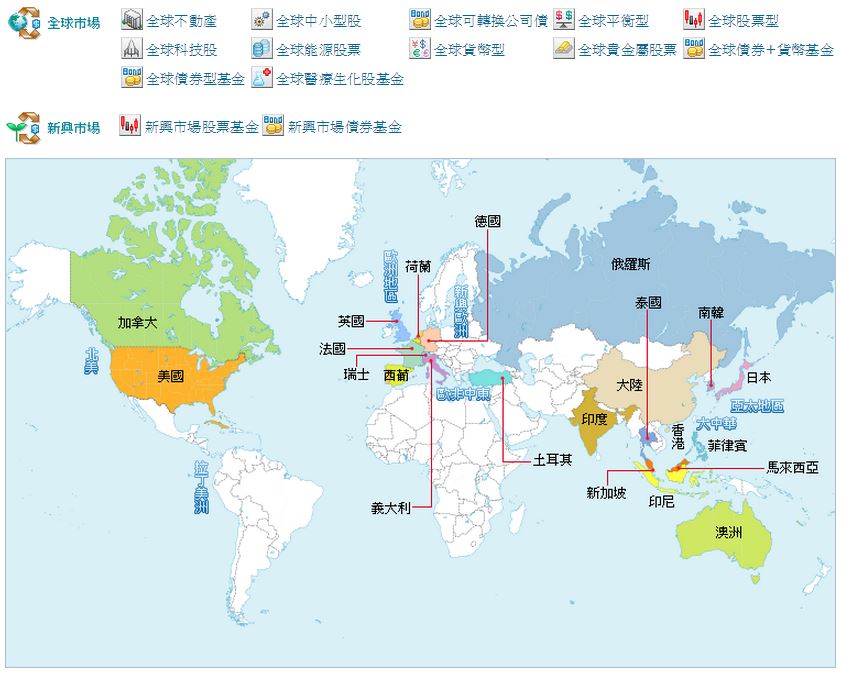 全球市場 全球不動產 全球中小型股 全球可轉換公司債 全球平衡型 全球股票型
全球科技股 全球能源股票 全球貨幣型 全球貴金屬股票 全球債券+貨幣基金
全球債券型基金 全球醫療生化股基金
新興市場 新興市場股票基金 新興市場債券基金
德國
歐洲地區
荷蘭
俄羅斯
新興歐洲
泰國
南韓
英國
加拿大
法國
北美
美國
瑞士
西葡
歐非中東
大陸
日本
亞太地區
印度
大中華
香港
菲律賓
土耳其
馬來西亞
拉丁美洲
新加坡
印尼
義大利
澳洲